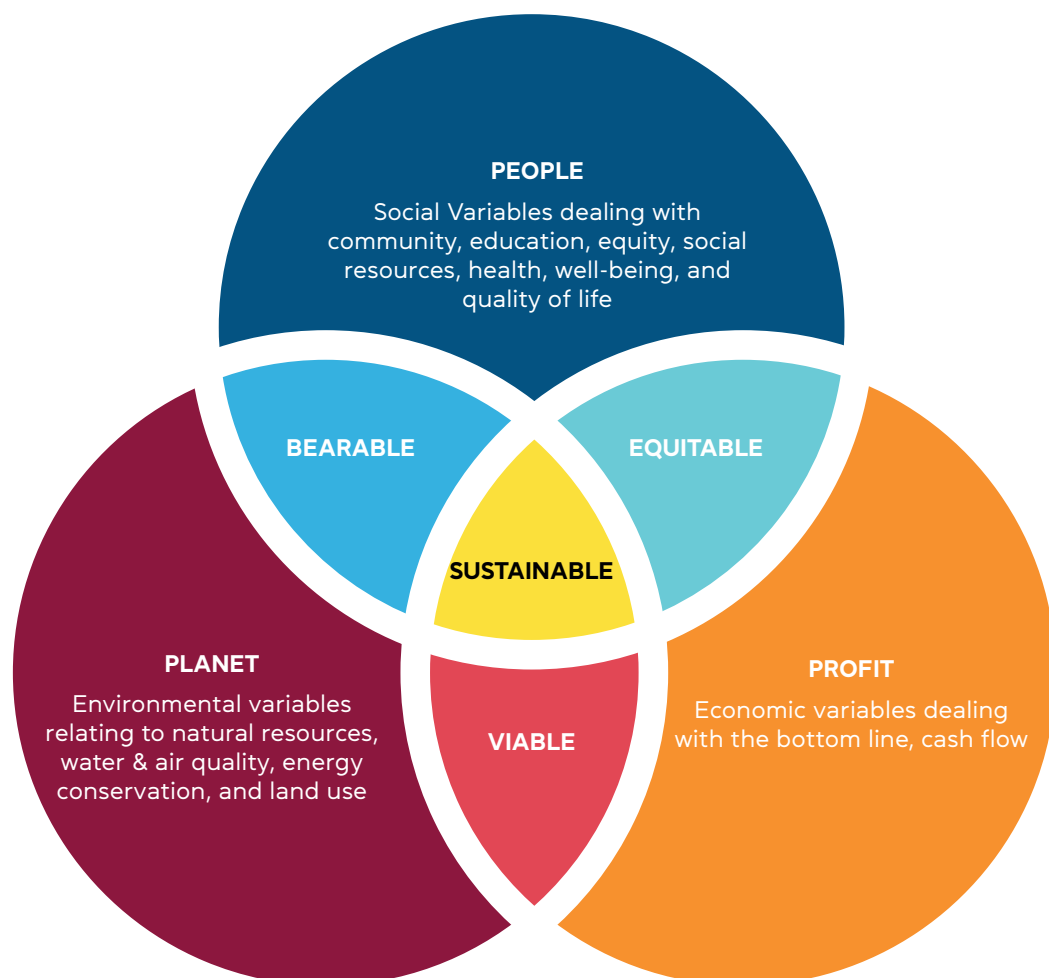 PEOPLE
Social Variables dealing with
community, education, equity, social
resources, health, well-being, and
quality of life
BEARABLE
EQUITABLE
SUSTAINABLE
PLANET
Environmental variables
relating to natural resources,
water & air quality, energy
conservation, and land use
VIABLE
PROFIT
Economic variables dealing
with the bottom line, cash flow